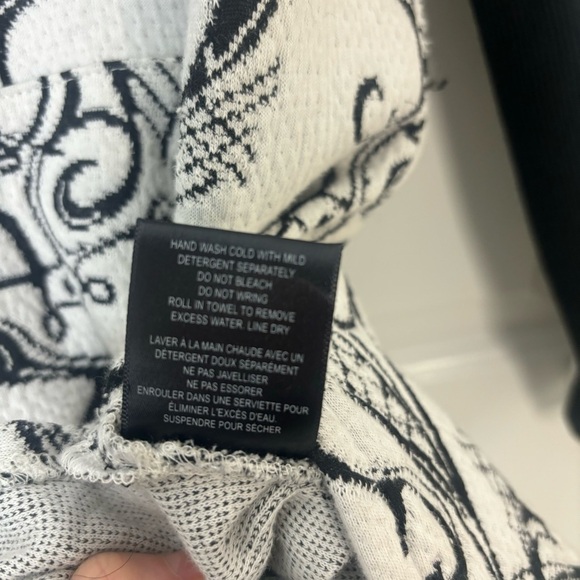 HAND WASH COLD WITH MILD
DETERGENT SEPARATELY
DO NOT BLEACH
DO NOT WRING
ROLL IN TOWEL TO REMOVE
EXCESS WATER. LINE DRY
LAVER À LA MAIN CHAUDE AVEC UN
DÉTERGENT DOUX SÉPARÉMENT
NE PAS JAVELLISER
NE PAS ESSORER
ENROULER DANS UNE SERVIETTE POUR
ÉLIMINER L'EXCÈS D'EAU
SUSPENDRE POUR SÈCHER